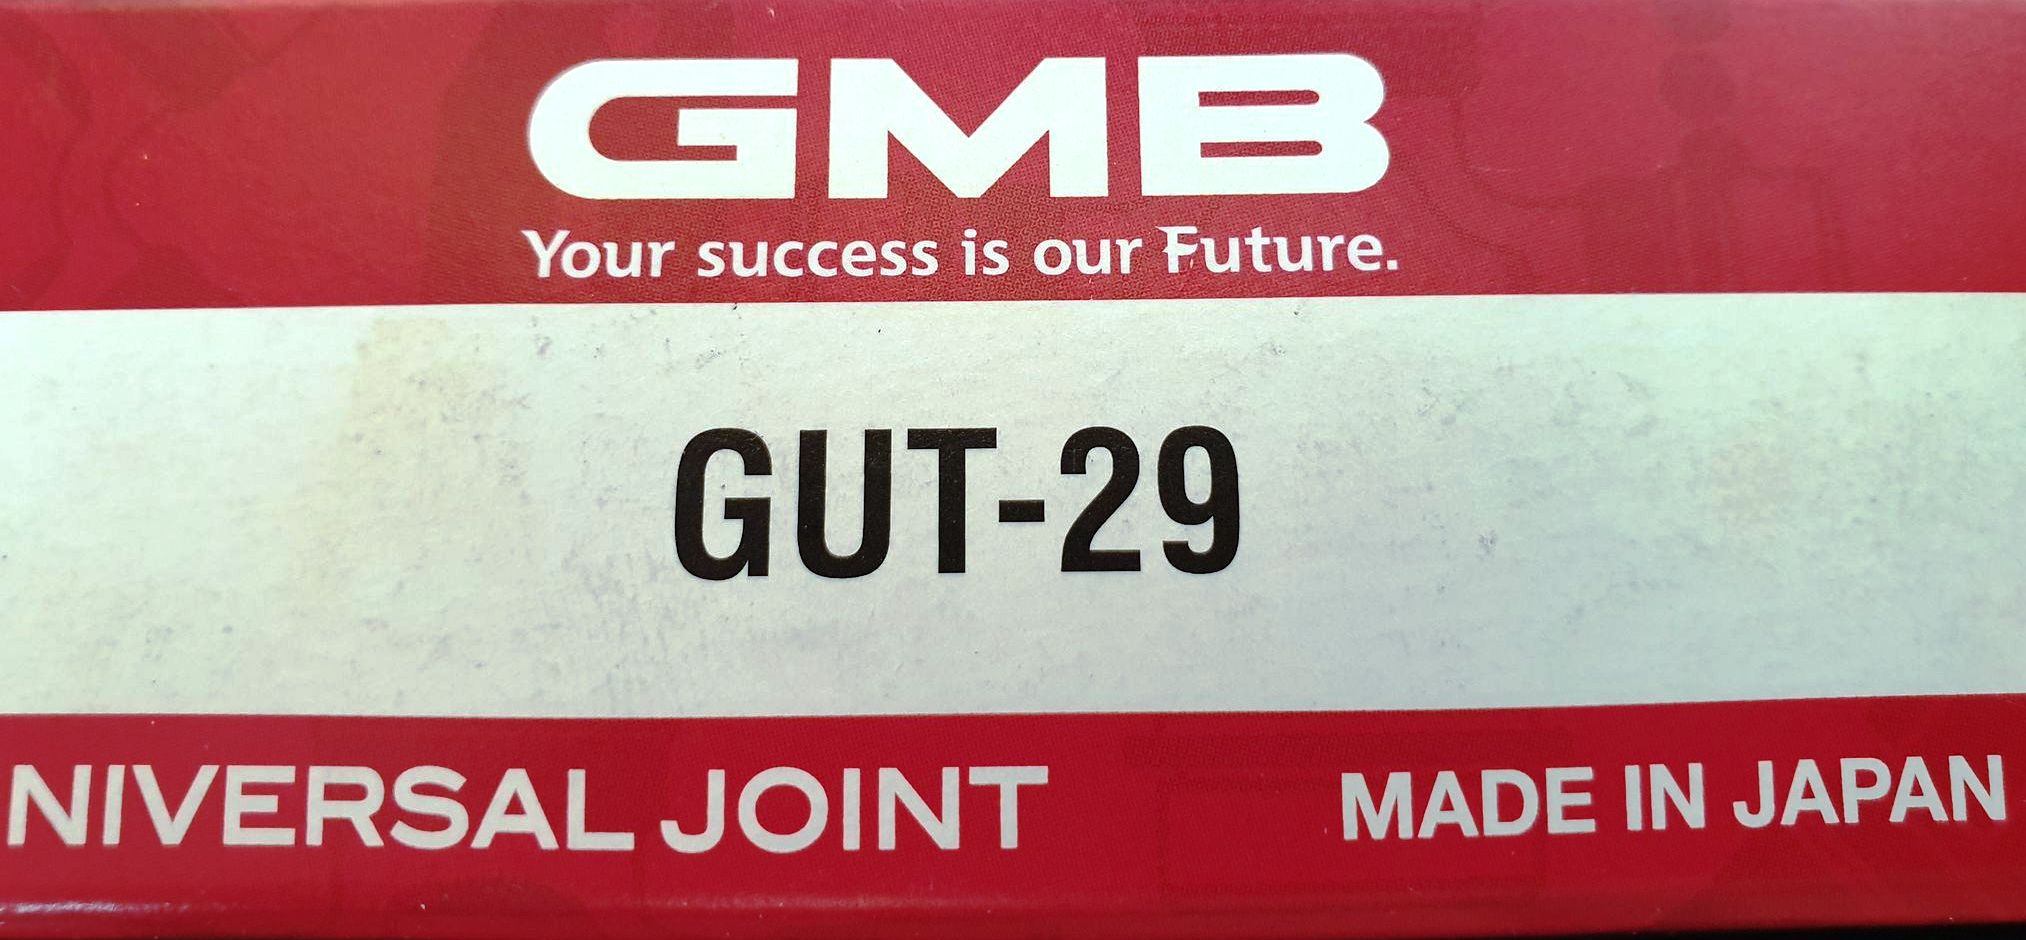 GMB
Your success is our Future.
GUT-29
NIVERSAL JOINT
MADE IN JAPAN